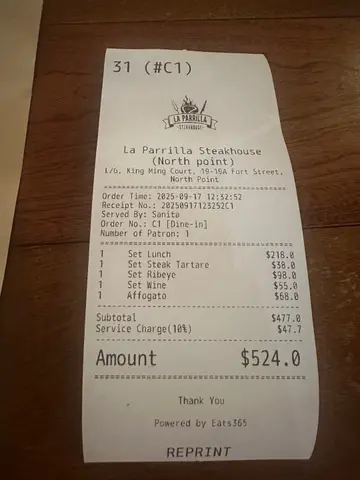 31 (#C1)
LA PARRILLA
STEAKHOUSE
La Parrilla Steakhouse
(North point)
1/G, King Ming Court, 19-15A Fort Street,
North Point
Order Time: 2025-09-17 12:32:52
Receipt No.: 20250917123252C1
Served By: Sanita
Order No.: C1 [Dine-in]
Number of Patron: 1
1 Set Lunch $218.0
1 Set Steak Tartare $38.0
1 Set Ribeye $98.0
1 Set Wine $55.0
1 Affogato $68.0
Subtotal $477.0
Service Charge(10%) $47.7
Amount $524.0
Thank You
Powered by Eats365
REPRINT